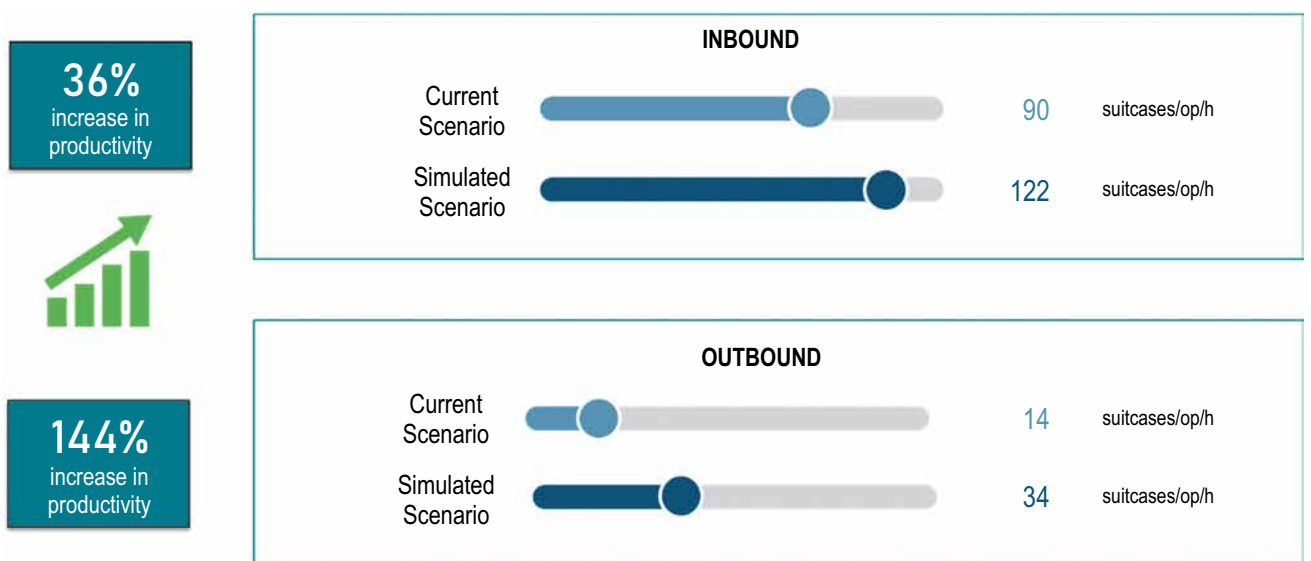 36%
increase in
productivity
INBOUND
Current
Scenario
90 suitcases/op/h
Simulated
Scenario
122 suitcases/op/h
144%
increase in
productivity
OUTBOUND
Current
Scenario
14 suitcases/op/h
Simulated
Scenario
34 suitcases/op/h